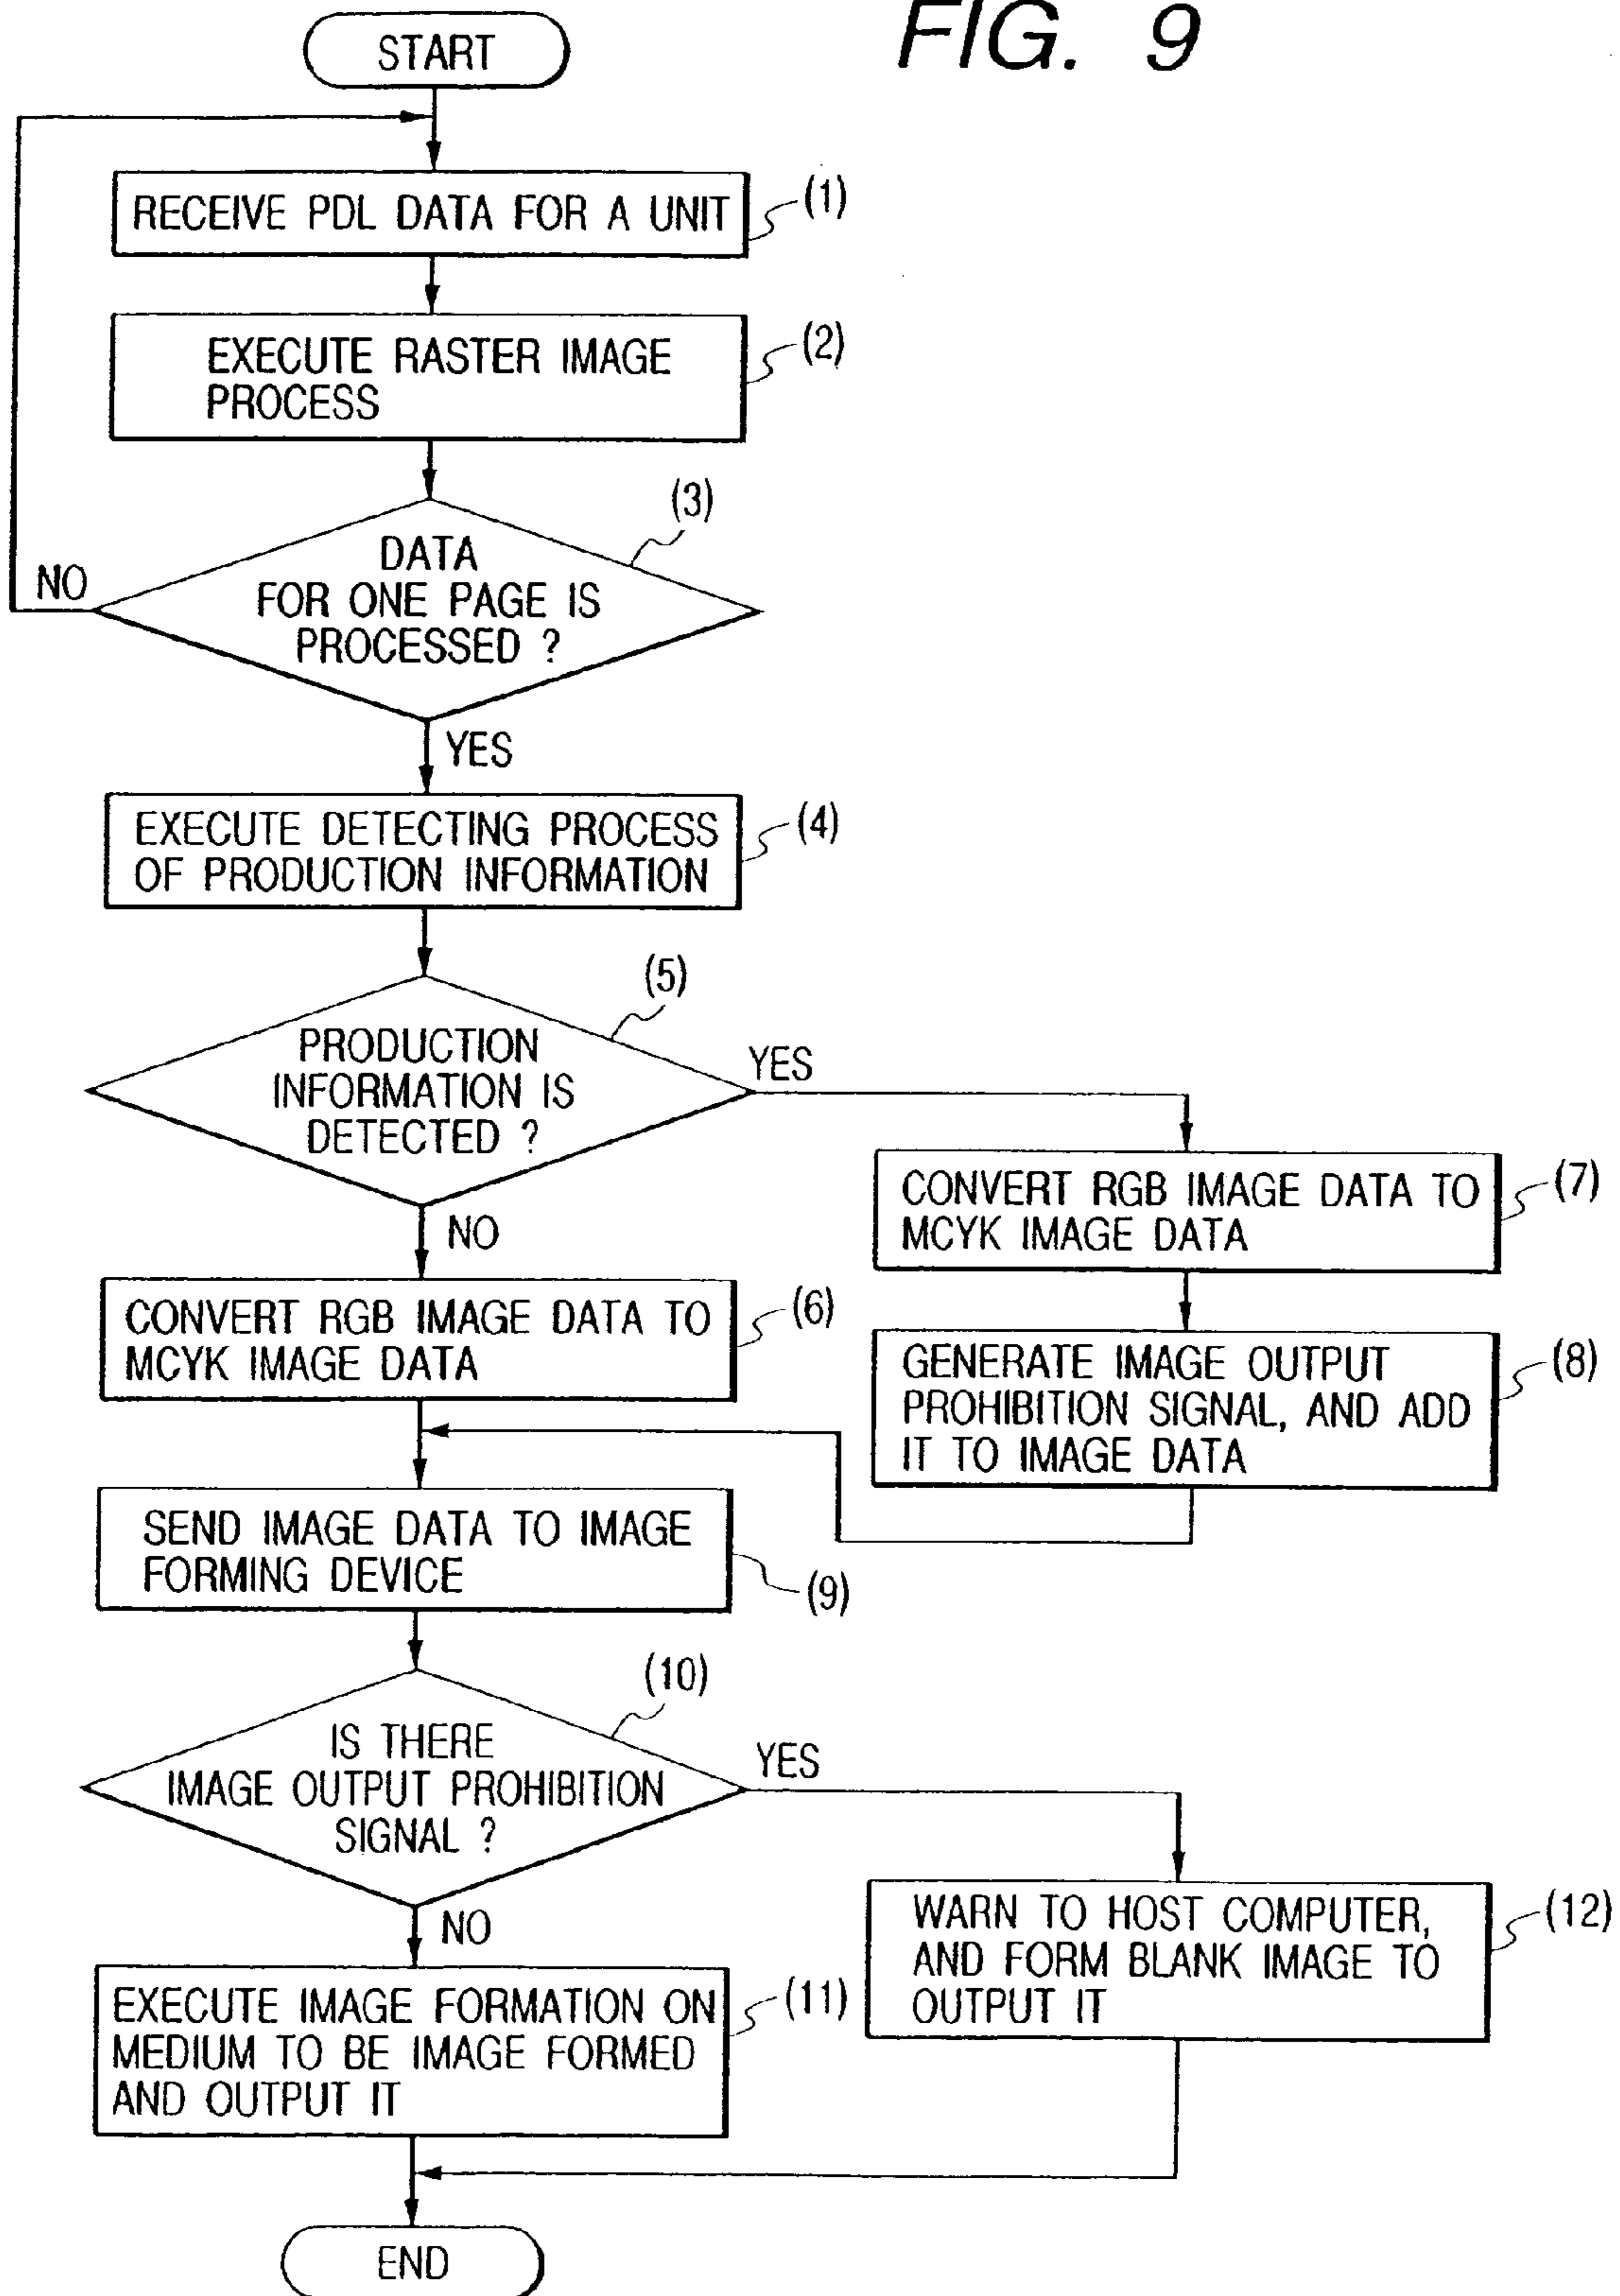 FIG. 9
START
RECEIVE PDL DATA FOR A UNIT
(1)
EXECUTE RASTER IMAGE
PROCESS
(2)
(3)
DATA
FOR ONE PAGE IS
PROCESSED ?
NO
YES
EXECUTE DETECTING PROCESS
OF PRODUCTION INFORMATION
(4)
(5)
PRODUCTION
INFORMATION IS
DETECTED ?
YES
NO
CONVERT RGB IMAGE DATA TO
MCYK IMAGE DATA
(7)
CONVERT RGB IMAGE DATA TO
MCYK IMAGE DATA
(6)
GENERATE IMAGE OUTPUT
PROHIBITION SIGNAL, AND ADD
IT TO IMAGE DATA
(8)
SEND IMAGE DATA TO IMAGE
FORMING DEVICE
(9)
(10)
IS THERE
IMAGE OUTPUT PROHIBITION
SIGNAL ?
YES
NO
WARN TO HOST COMPUTER,
AND FORM BLANK IMAGE TO
OUTPUT IT
(12)
EXECUTE IMAGE FORMATION ON
MEDIUM TO BE IMAGE FORMED
AND OUTPUT IT
(11)
END